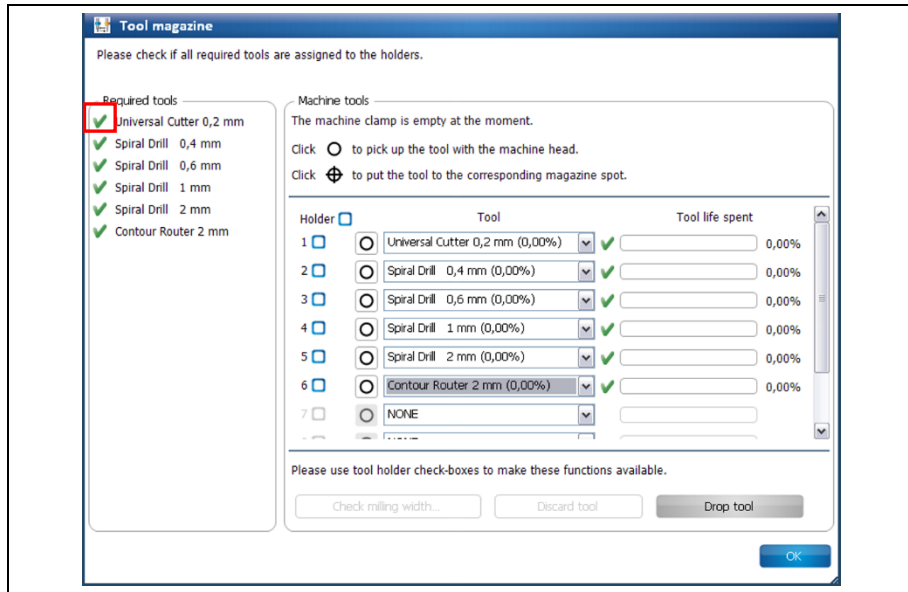 Tool magazine
Please check if all required tools are assigned to the holders.
Required tools
Universal Cutter 0,2 mm
Spiral Drill 0,4 mm
Spiral Drill 0,6 mm
Spiral Drill 1 mm
Spiral Drill 2 mm
Contour Router 2 mm
Machine tools
The machine clamp is empty at the moment.
Click to pick up the tool with the machine head.
Click to put the tool to the corresponding magazine spot.
Holder Tool Tool life spent
1 Universal Cutter 0,2 mm (0,00%) 0,00%
2 Spiral Drill 0,4 mm (0,00%) 0,00%
3 Spiral Drill 0,6 mm (0,00%) 0,00%
4 Spiral Drill 1 mm (0,00%) 0,00%
5 Spiral Drill 2 mm (0,00%) 0,00%
6 Contour Router 2 mm (0,00%) 0,00%
7 NONE
Please use tool holder check-boxes to make these functions available.
Check milling width... Discard tool Drop tool
OK